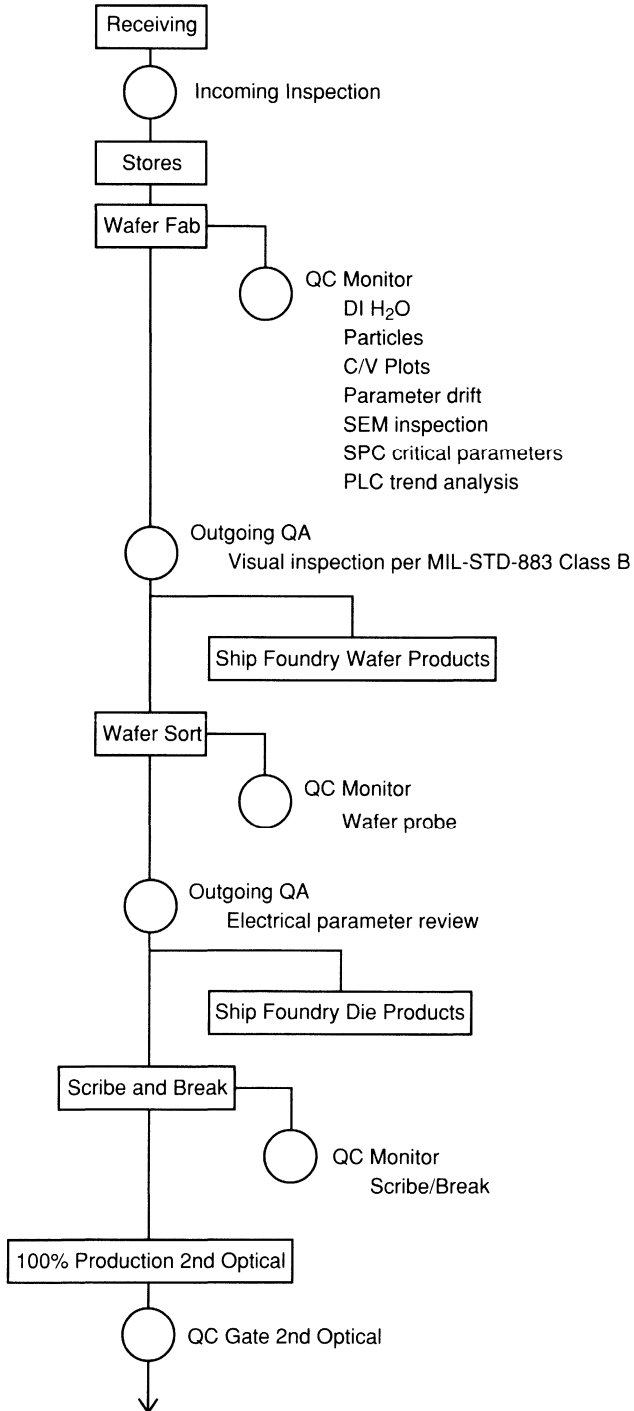 Receiving
Incoming Inspection
Stores
Wafer Fab
QC Monitor
DI H₂O
Particles
C/V Plots
Parameter drift
SEM inspection
SPC critical parameters
PLC trend analysis
Outgoing QA
Visual inspection per MIL-STD-883 Class B
Ship Foundry Wafer Products
Wafer Sort
QC Monitor
Wafer probe
Outgoing QA
Electrical parameter review
Ship Foundry Die Products
Scribe and Break
QC Monitor
Scribe/Break
100% Production 2nd Optical
QC Gate 2nd Optical